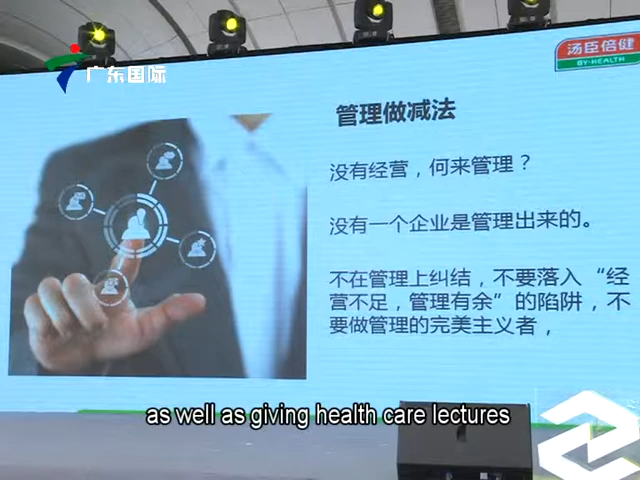 广东国际
汤臣倍健
BY-HEALTH
管理做减法
没有经营，何来管理？
没有一个企业是管理出来的。
不在管理上纠结，不要落入“经
营不足，管理有余”的陷阱，不
要做管理的完美主义者，
as well as giving health care lectures